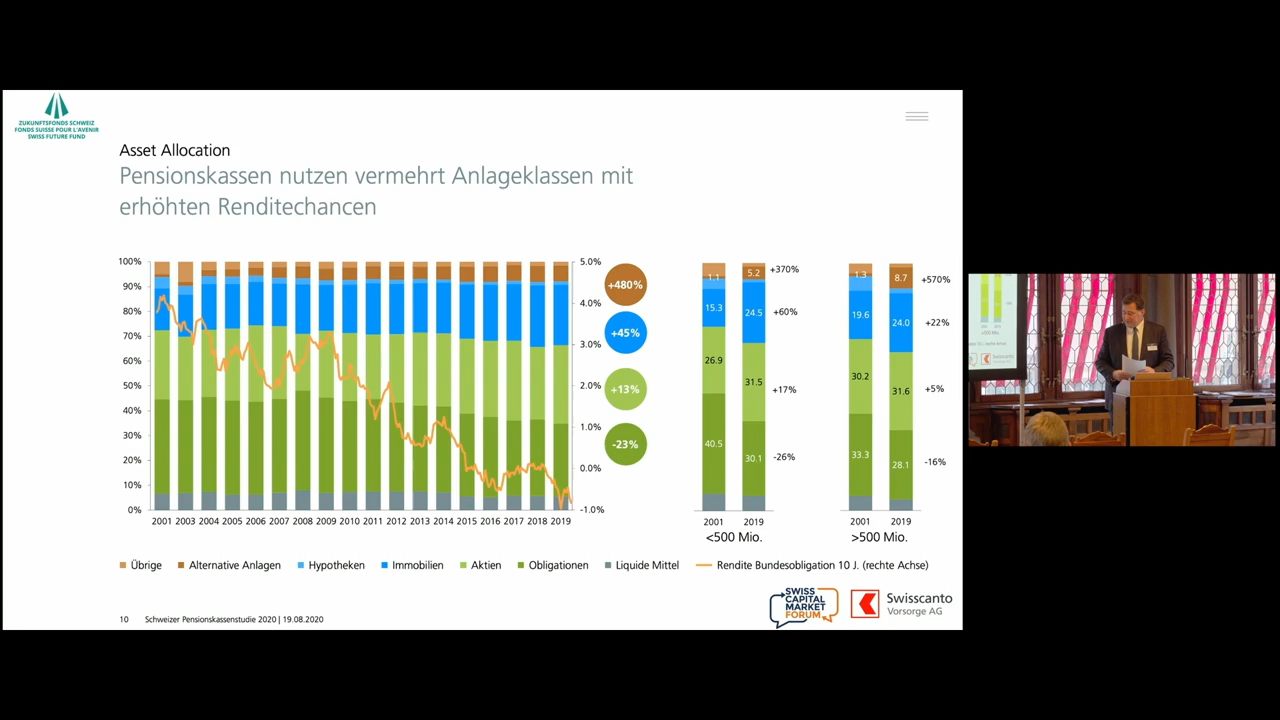 ZUKUNFTSFONDS SCHWEIZ
FONDS SUISSE POUR L'AVENIR
SWISS FUTURE FUND
Asset Allocation
Pensionskassen nutzen vermehrt Anlageklassen mit
erhöhten Renditechancen
100%
90%
80%
70%
60%
50%
40%
30%
20%
10%
0%
5.0%
4.0%
3.0%
2.0%
1.0%
0.0%
-1.0%
2001 2003 2004 2005 2006 2007 2008 2009 2010 2011 2012 2013 2014 2015 2016 2017 2018 2019
+480%
+45%
+13%
-23%
1.1
15.3
26.9
40.5
5.2
24.5
31.5
30.1
+370%
+60%
+17%
-26%
2001 2019
<500 Mio.
1.3
19.6
30.2
33.3
8.7
24.0
31.6
28.1
+570%
+22%
+5%
-16%
2001 2019
>500 Mio.
Übrige Alternative Anlagen Hypotheken Immobilien Aktien Obligationen Liquide Mittel Rendite Bundesobligation 10 J. (rechte Achse)
10 Schweizer Pensionskassenstudie 2020 | 19.08.2020
SWISS
CAPITAL
MARKET
FORUM
Swisscanto
Vorsorge AG